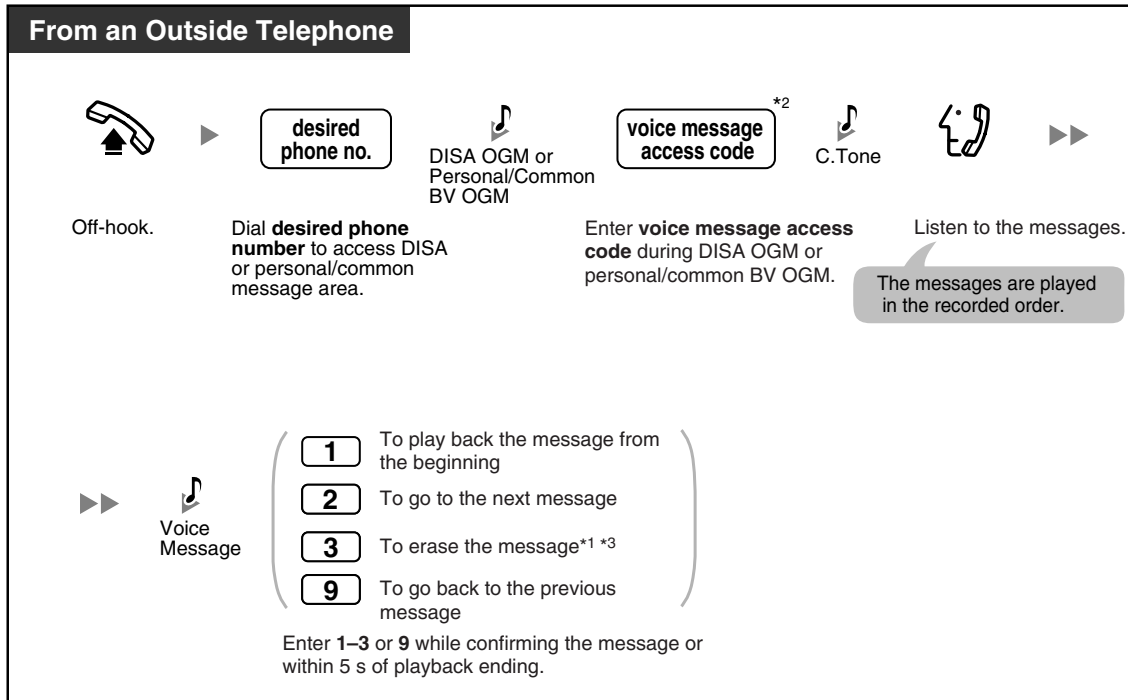 From an Outside Telephone
desired
phone no.
DISA OGM or
Personal/Common
BV OGM
voice message
access code
*2
C.Tone
Off-hook.
Dial desired phone
number to access DISA
or personal/common
message area.
Enter voice message access
code during DISA OGM or
personal/common BV OGM.
Listen to the messages.
The messages are played
in the recorded order.
Voice
Message
1 To play back the message from
the beginning
2 To go to the next message
3 To erase the message*1 *3
9 To go back to the previous
message
Enter 1–3 or 9 while confirming the message or
within 5 s of playback ending.